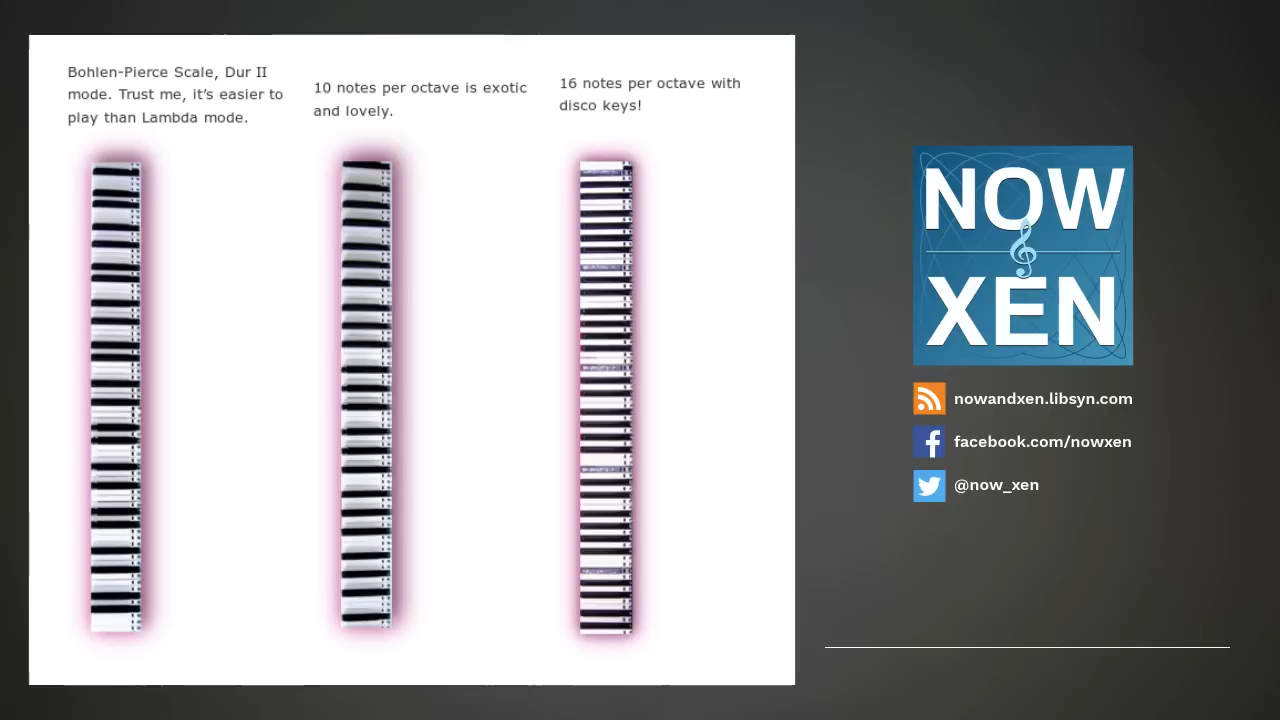 Bohlen-Pierce Scale, Dur II
mode. Trust me, it's easier to
play than Lambda mode.
10 notes per octave is exotic
and lovely.
16 notes per octave with
disco keys!
NOW
XEN
nowandxen.libsyn.com
facebook.com/nowxen
@now_xen